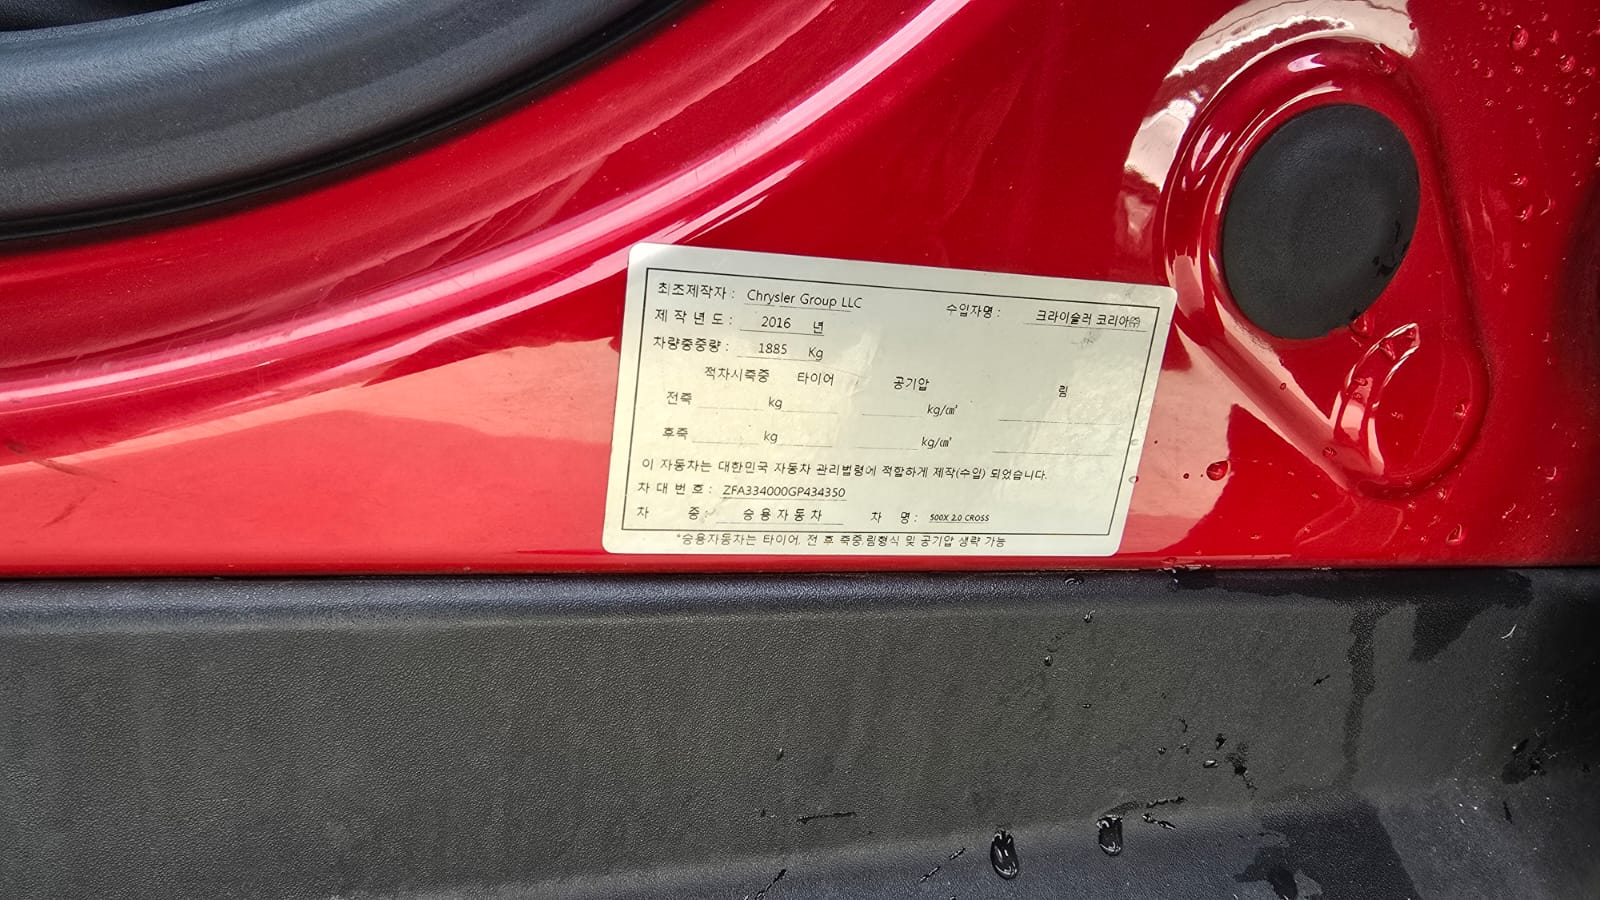 최조제작자 : Chrysler Group LLC 수입자명 : 크라이슬러 코리아㈜
제 작 년 도 : 2016 년
차량중중량 : 1885 Kg
적차시축중 타이어 공기압 림
전축 kg kg/㎠
후축 kg kg/㎠
이 자동차는 대한민국 자동차 관리법령에 적합하게 제작(수입) 되었습니다.
차 대 번 호 : ZFA334000GP434350
차 종 : 승 용 자 동 차 차 명 : 500X 2.0 CROSS
*승용자동차는 타이어, 전 후 축중,림형식 및 공기압 생략 가능